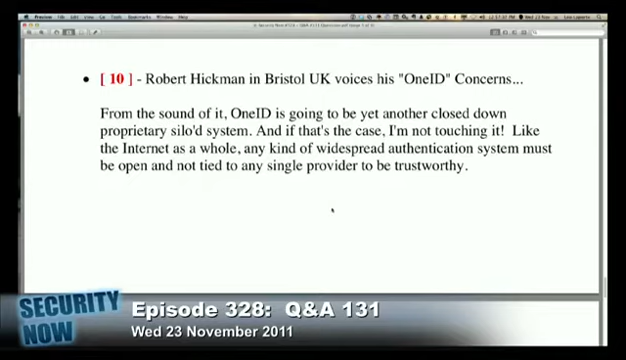 [ 10 ] - Robert Hickman in Bristol UK voices his "OneID" Concerns...
From the sound of it, OneID is going to be yet another closed down
proprietary silo'd system. And if that's the case, I'm not touching it! Like
the Internet as a whole, any kind of widespread authentication system must
be open and not tied to any single provider to be trustworthy.
SECURITY
NOW
Episode 328: Q&A 131
Wed 23 November 2011